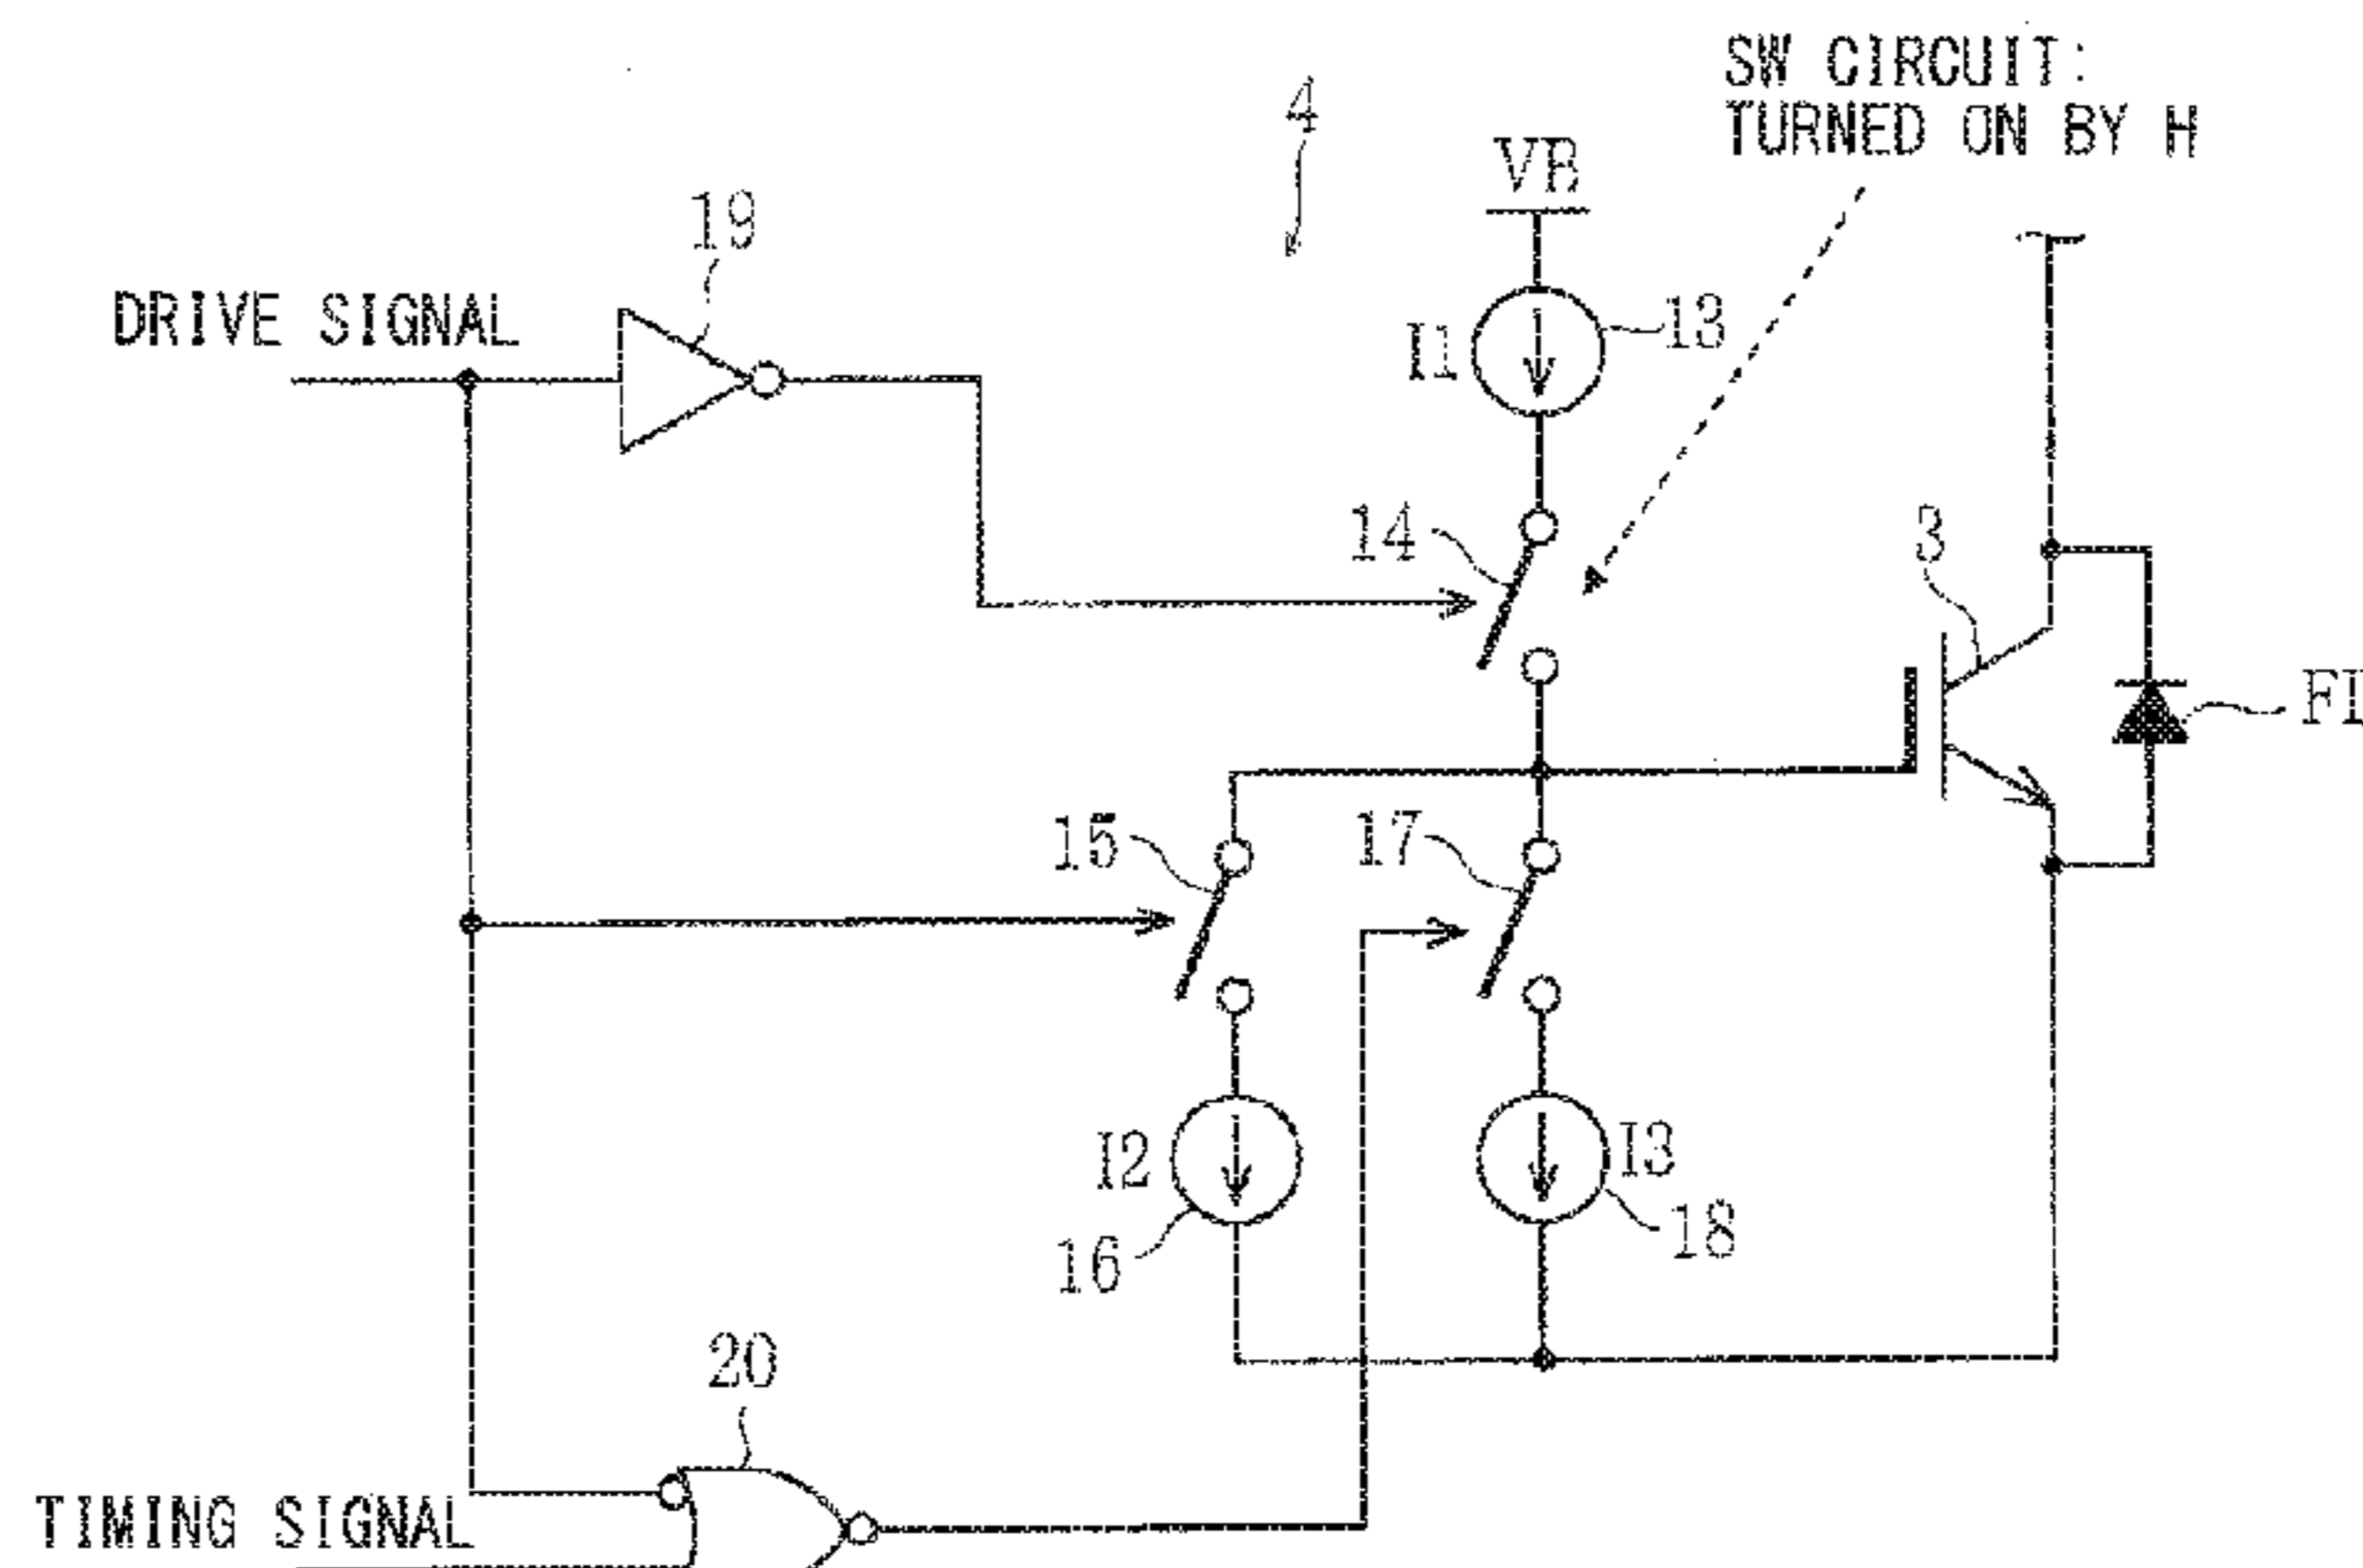 SW CIRCUIT:
TURNED ON BY H
4
VB
19
DRIVE SIGNAL
I1
13
14
3
15
17
I2
I3
16
18
20
TIMING SIGNAL